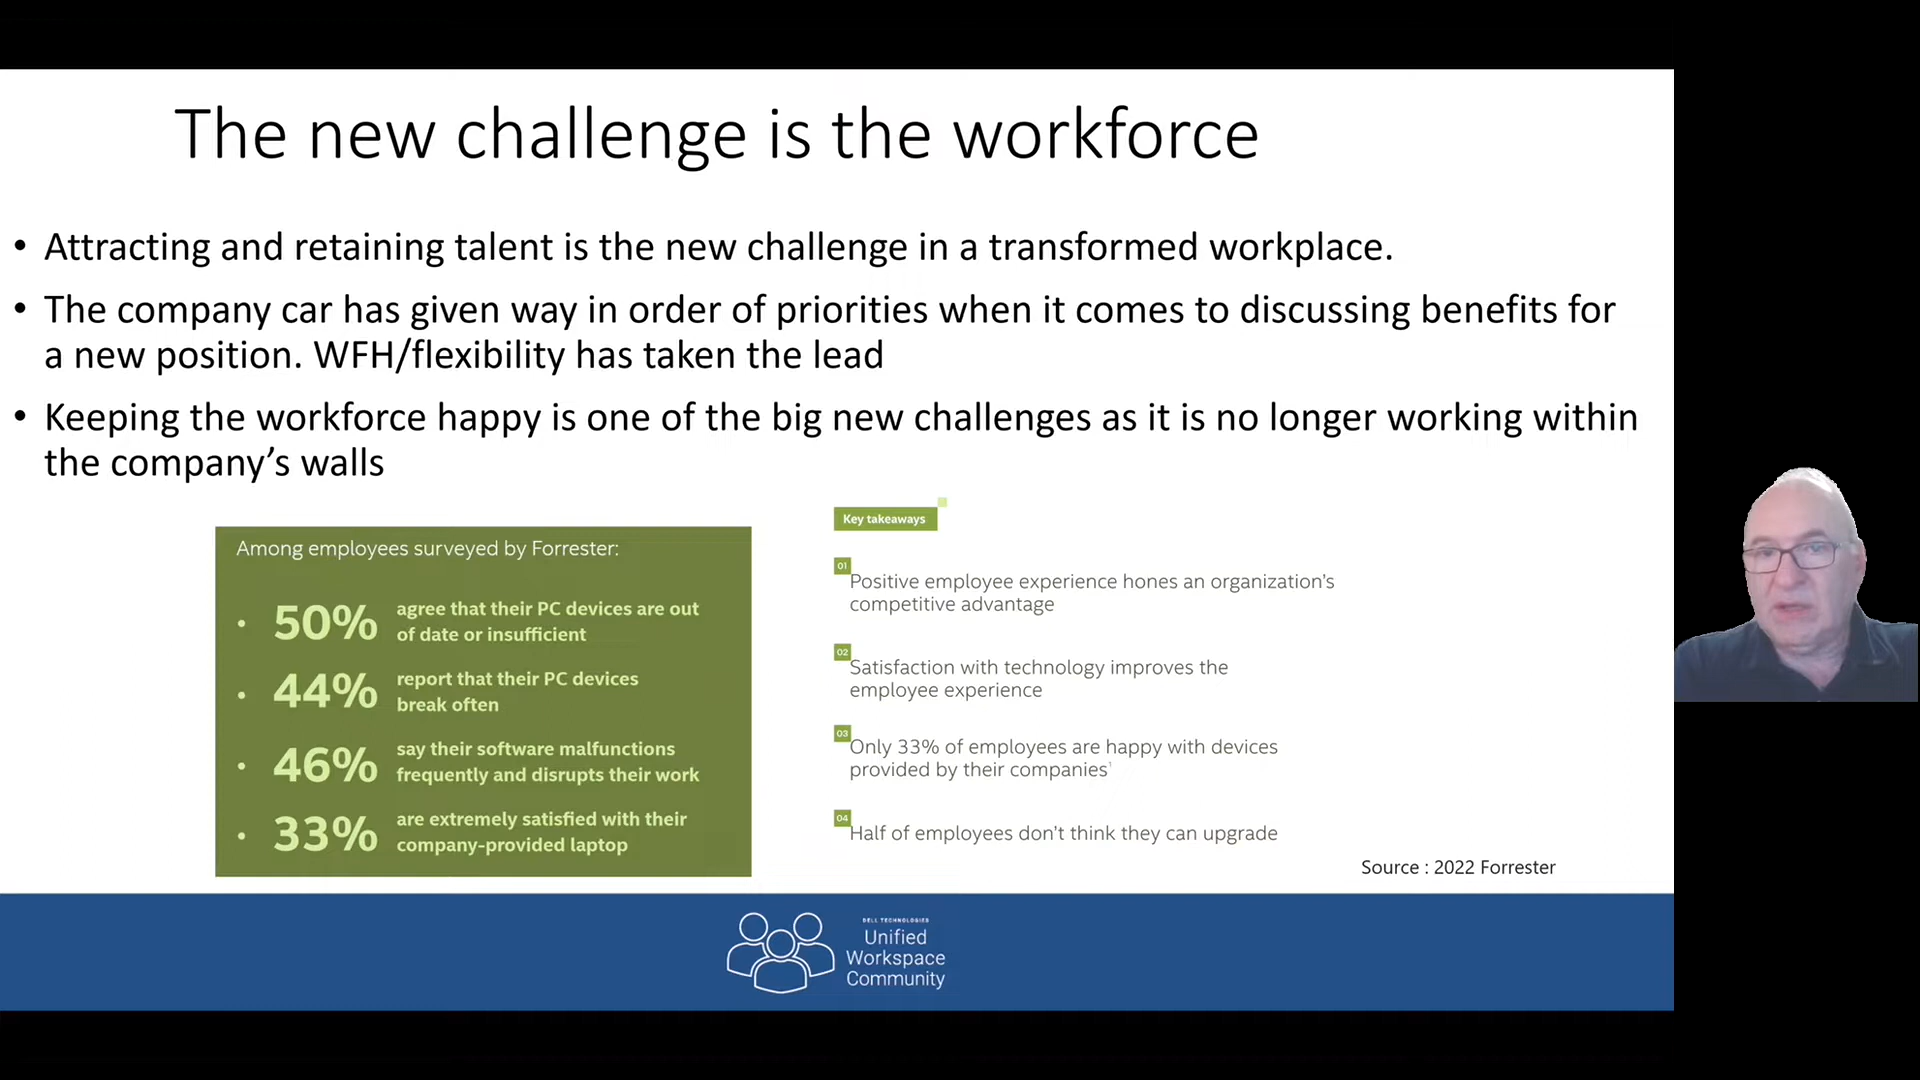 The new challenge is the workforce
• Attracting and retaining talent is the new challenge in a transformed workplace.
• The company car has given way in order of priorities when it comes to discussing benefits for
a new position. WFH/flexibility has taken the lead
• Keeping the workforce happy is one of the big new challenges as it is no longer working within
the company’s walls
Among employees surveyed by Forrester:
• 50% agree that their PC devices are out
of date or insufficient
• 44% report that their PC devices
break often
• 46% say their software malfunctions
frequently and disrupts their work
• 33% are extremely satisfied with their
company-provided laptop
Key takeaways
01
Positive employee experience hones an organization's
competitive advantage
02
Satisfaction with technology improves the
employee experience
03
Only 33% of employees are happy with devices
provided by their companies¹
04
Half of employees don't think they can upgrade
Source : 2022 Forrester
DELL TECHNOLOGIES
Unified
Workspace
Community